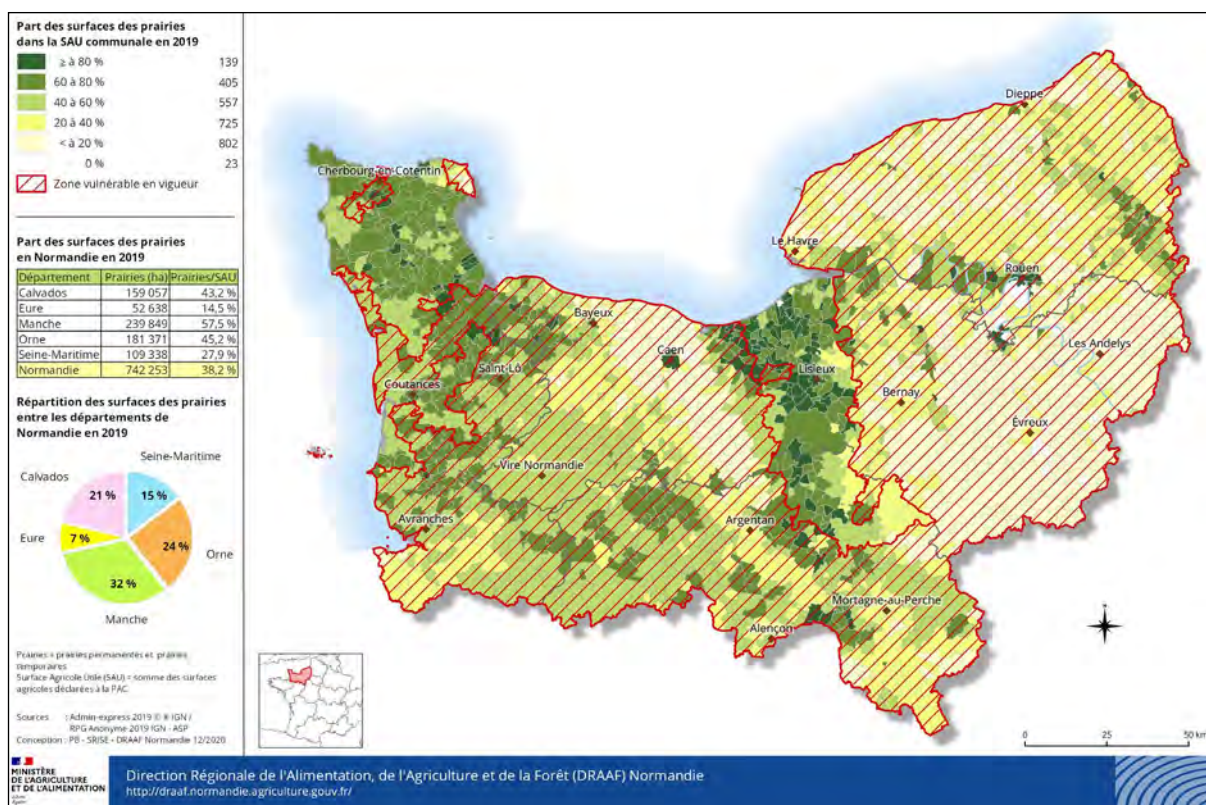 Part des surfaces des prairies
dans la SAU communale en 2019
≥ à 80 % 139
60 à 80 % 405
40 à 60 % 557
20 à 40 % 725
< à 20 % 802
0 % 23
Zone vulnérable en vigueur
Part des surfaces des prairies
en Normandie en 2019
Département Prairies (ha) Prairies/SAU
Calvados 159 057 43,2 %
Eure 52 638 14,5 %
Manche 239 849 57,5 %
Orne 181 371 45,2 %
Seine-Maritime 109 338 27,9 %
Normandie 742 253 38,2 %
Répartition des surfaces des prairies
entre les départements de
Normandie en 2019
Seine-Maritime
Calvados
21 %
15 %
Eure
7 %
24 %
Orne
32 %
Manche
Prairies = prairies permanentes et prairies
temporaires
Surface Agricole Utile (SAU) = somme des surfaces
agricoles déclarées à la PAC
Sources : Admin-express 2019 © ® IGN /
RPG Anonyme 2019 IGN - ASP
Conception : PB - SRISE - DRAAF Normandie 12/2020
Dieppe
Cherbourg-en-Cotentin
Le Havre
Rouen
Bayeux
Caen
Les Andelys
Saint-Lô
Lisieux
Coutances
Bernay
Évreux
Vire Normandie
Avranches
Argentan
Mortagne-au-Perche
Alençon
0 25 50 km
MINISTÈRE
DE L'AGRICULTURE
ET DE L'ALIMENTATION
Direction Régionale de l'Alimentation, de l'Agriculture et de la Forêt (DRAAF) Normandie
http://draaf.normandie.agriculture.gouv.fr/